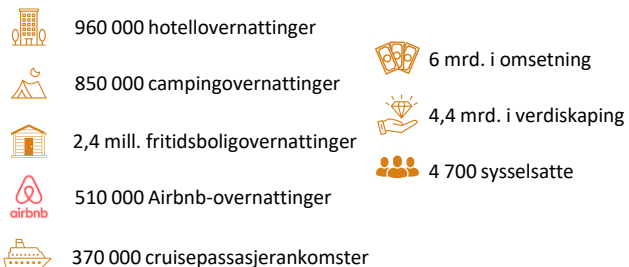 960 000 hotellovernattinger
850 000 campingovernattinger
2,4 mill. fritidsboligovernattinger
airbnb
510 000 Airbnb-overnattinger
370 000 cruisepassasjerankomster
6 mrd. i omsetning
4,4 mrd. i verdiskaping
4 700 sysselsatte